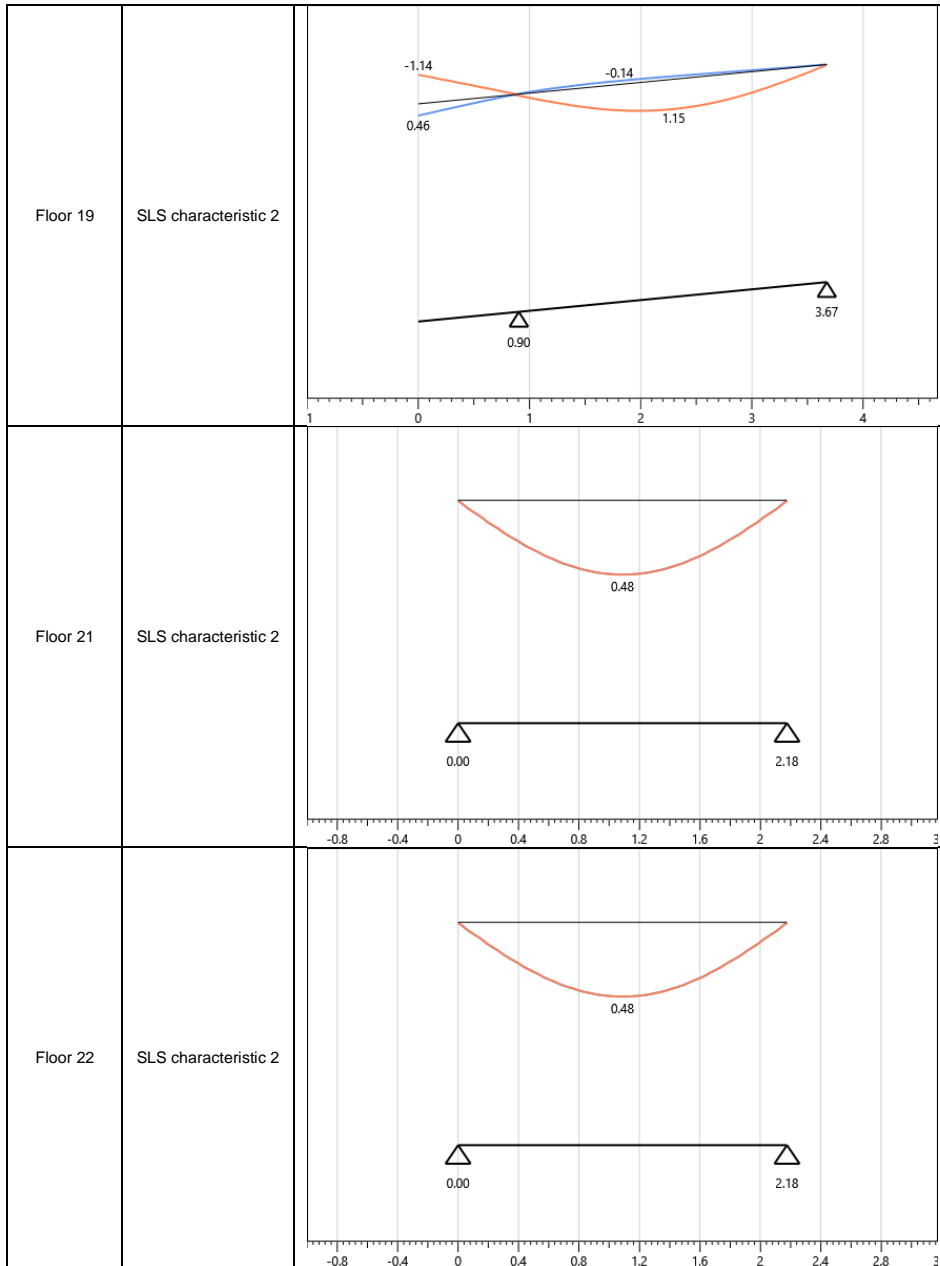 -1.14
-0.14
0.46
1.15
Floor 19
SLS characteristic 2
0.90
3.67
1 0 1 2 3 4
Floor 21
SLS characteristic 2
0.48
0.00
2.18
-0.8 -0.4 0 0.4 0.8 1.2 1.6 2 2.4 2.8 3
Floor 22
SLS characteristic 2
0.48
0.00
2.18
-0.8 -0.4 0 0.4 0.8 1.2 1.6 2 2.4 2.8 3